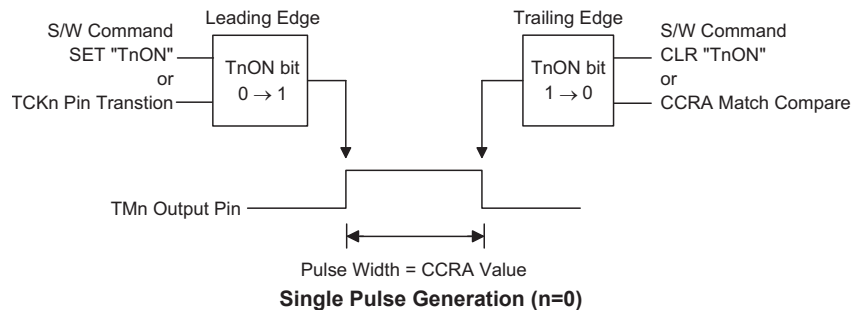 Leading Edge
S/W Command
SET "TnON"
or
TCKn Pin Transtion
TnON bit
0 → 1
Trailing Edge
TnON bit
1 → 0
S/W Command
CLR "TnON"
or
CCRA Match Compare
TMn Output Pin
Pulse Width = CCRA Value
Single Pulse Generation (n=0)